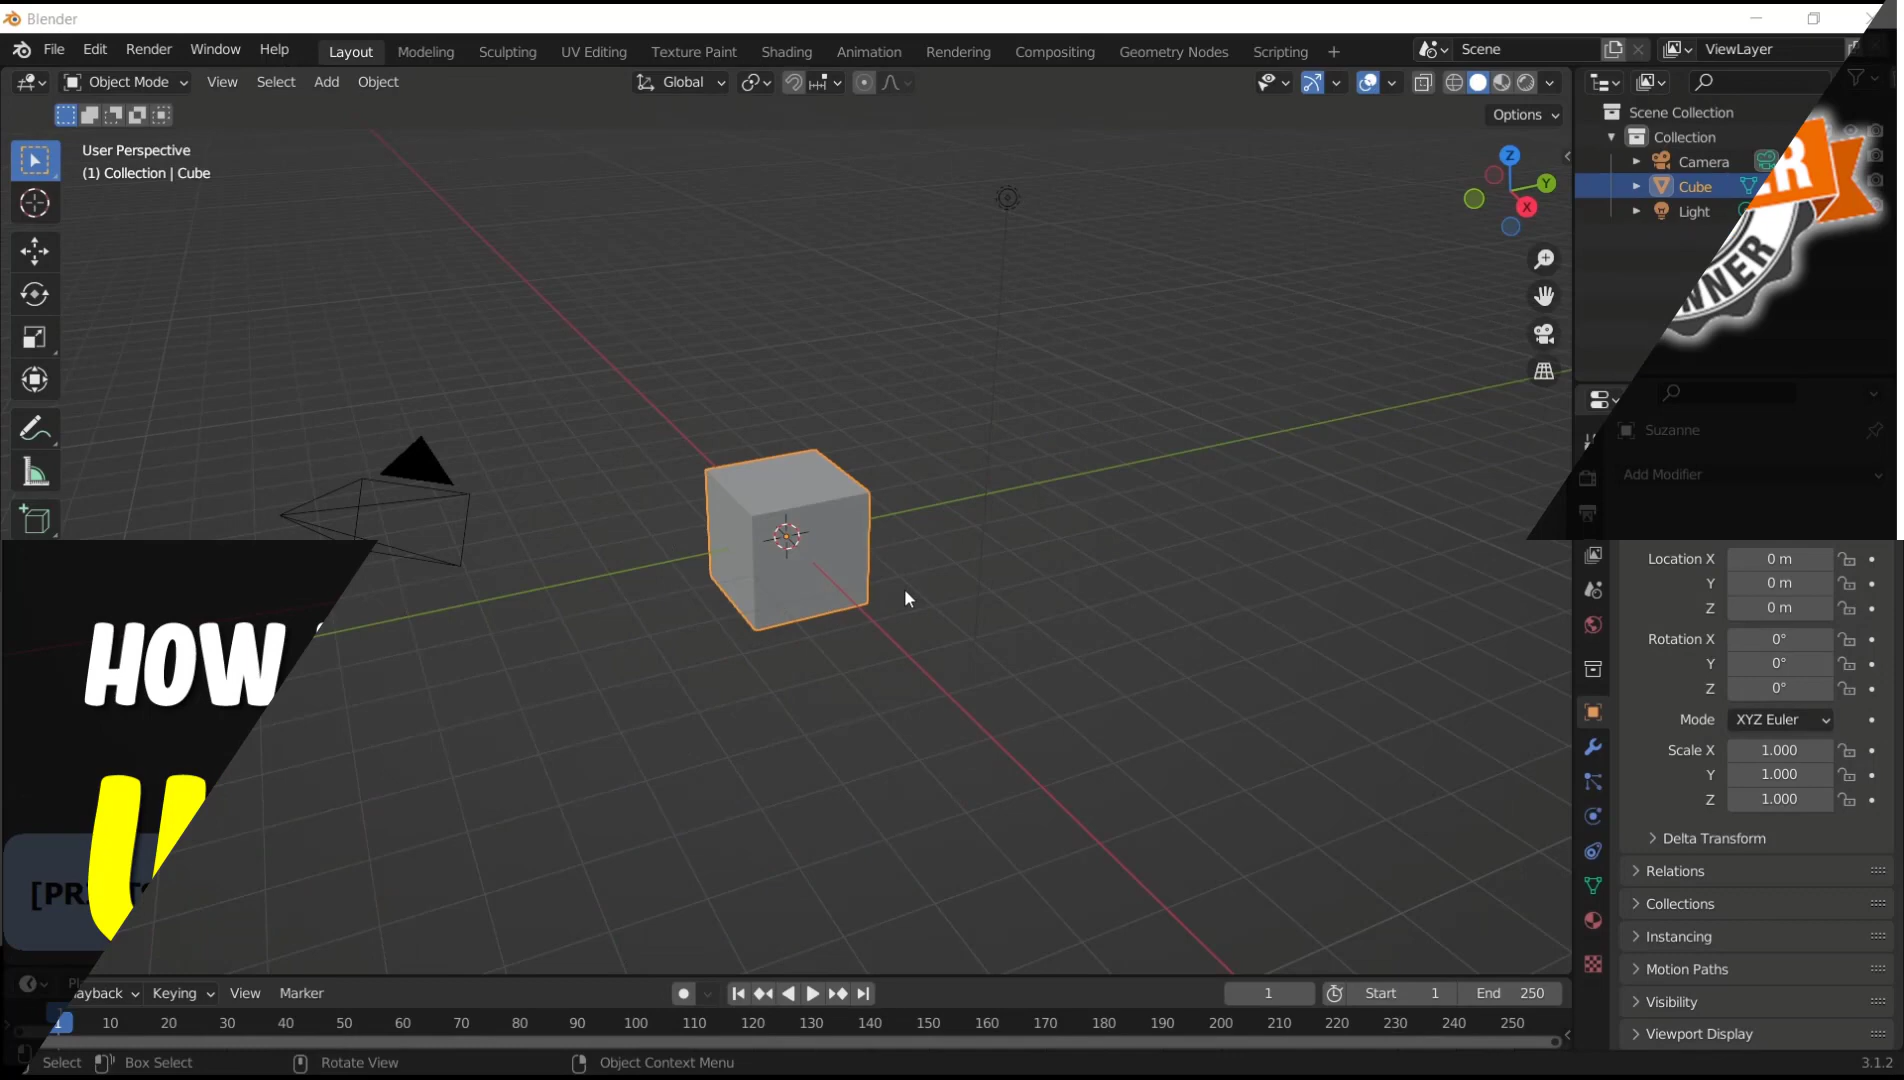 Blender
File Edit Render Window Help Layout Modeling Sculpting UV Editing Texture Paint Shading Animation Rendering Compositing Geometry Nodes Scripting + Scene ViewLayer
Object Mode View Select Add Object Global
Options
User Perspective
(1) Collection | Cube
Z
Y
X
Scene Collection
Collection
Camera
Cube
Light
Suzanne
Add Modifier
Location X 0 m
Y 0 m
Z 0 m
Rotation X 0°
Y 0°
Z 0°
Mode XYZ Euler
Scale X 1.000
Y 1.000
Z 1.000
Delta Transform
Relations
Collections
Instancing
Motion Paths
Visibility
Viewport Display
HOW
ayback Keying View Marker 1 Start 1 End 250
1 10 20 30 40 50 60 70 80 90 100 110 120 130 140 150 160 170 180 190 200 210 220 230 240 250
Select Box Select Rotate View Object Context Menu 3.1.2